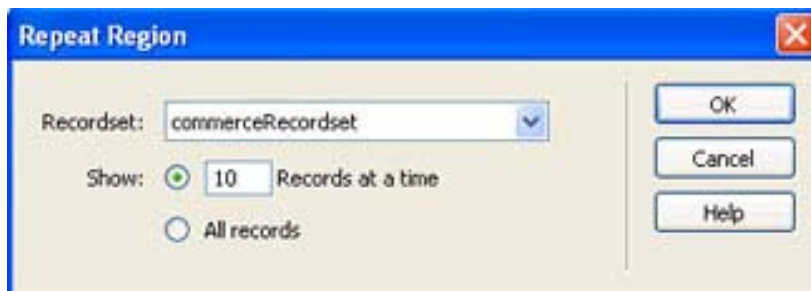 Repeat Region
Recordset: commerceRecordset
OK
Show: 10 Records at a time
Cancel
All records
Help